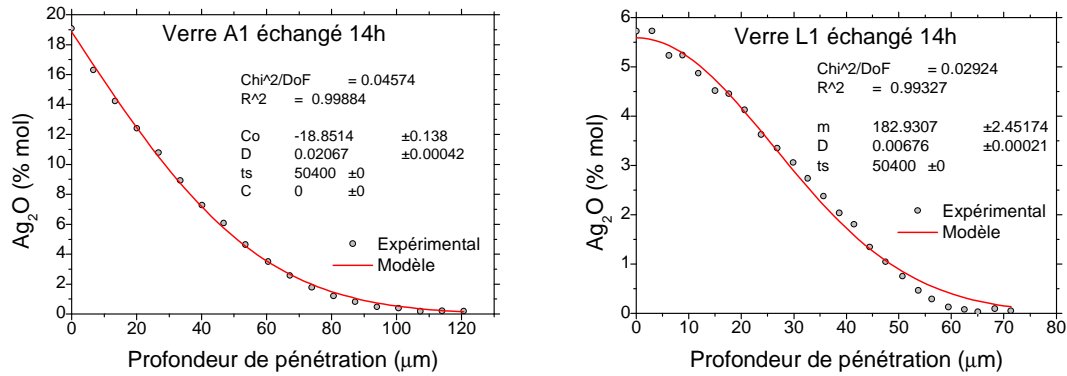 Verre A1 échangé 14h
Chi^2/DoF = 0.04574
R^2 = 0.99884
Co -18.8514 ±0.138
D 0.02067 ±0.00042
ts 50400 ±0
C 0 ±0
Expérimental
Modèle
Ag2O (% mol)
20
18
16
14
12
10
8
6
4
2
0
0 20 40 60 80 100 120
Profondeur de pénétration (μm)
Verre L1 échangé 14h
Chi^2/DoF = 0.02924
R^2 = 0.99327
m 182.9307 ±2.45174
D 0.00676 ±0.00021
ts 50400 ±0
Expérimental
Modèle
Ag2O (% mol)
6
5
4
3
2
1
0
0 10 20 30 40 50 60 70 80
Profondeur de pénétration (μm)